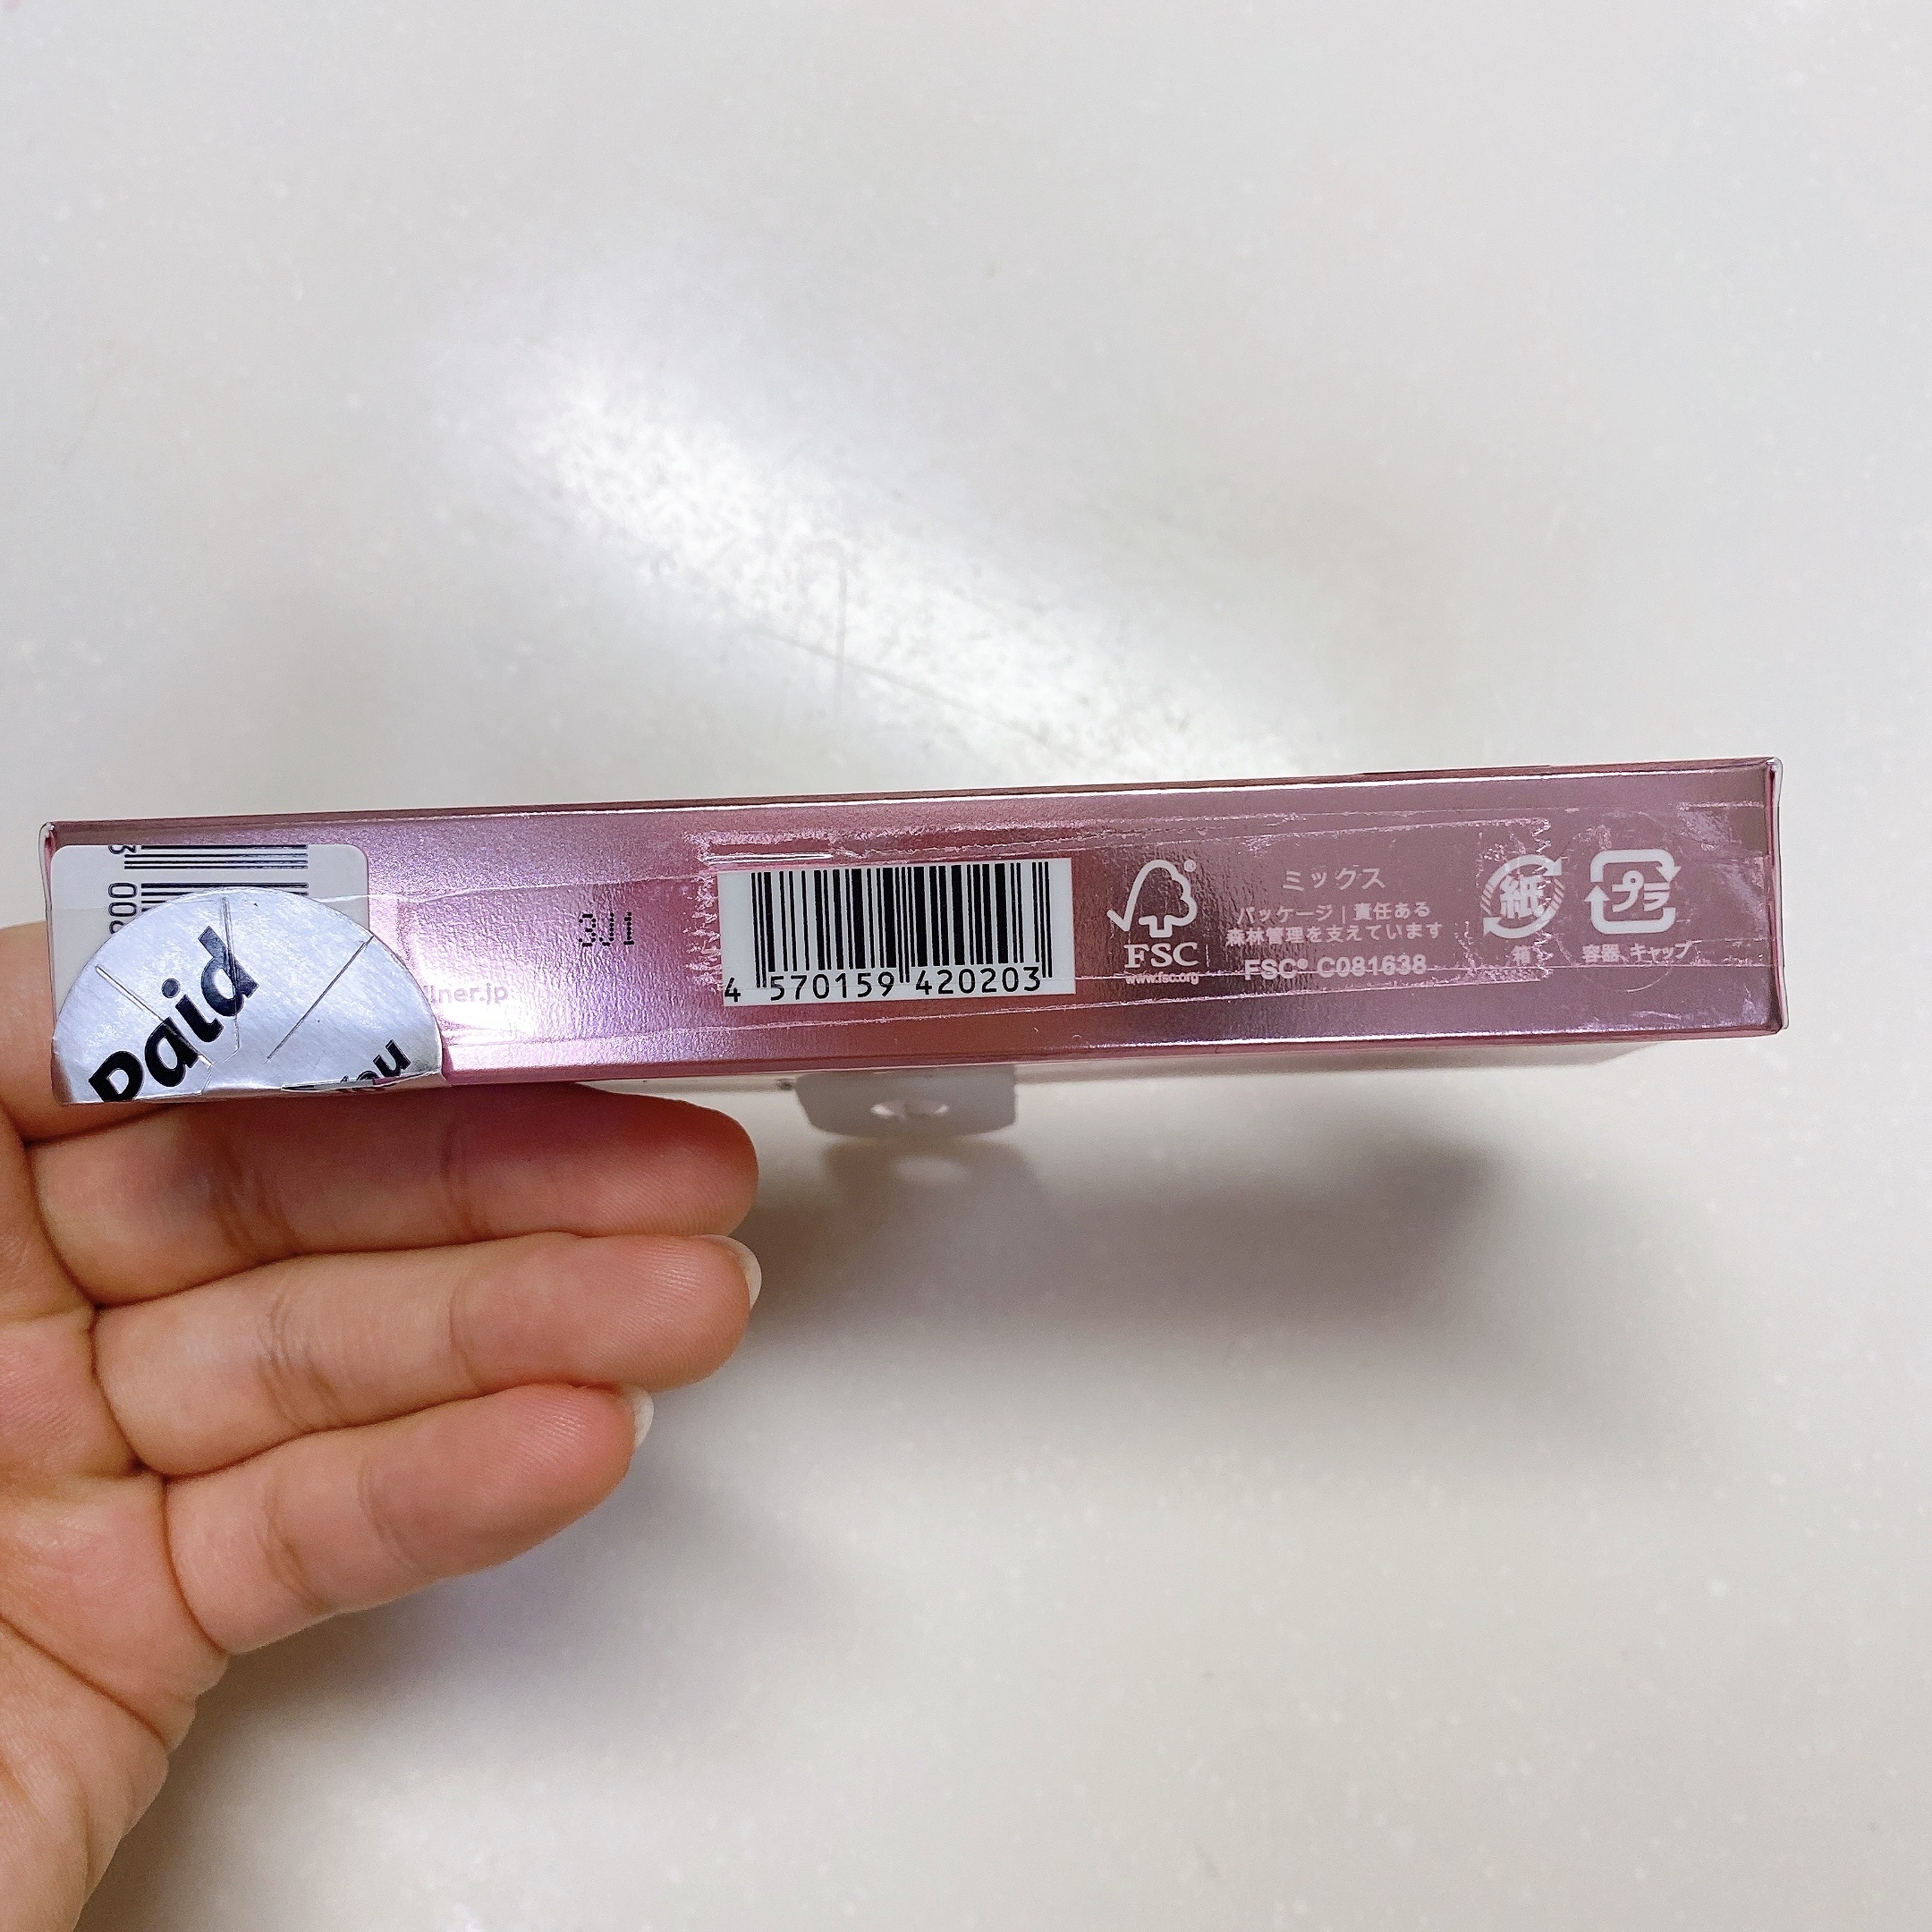 Paid
3J1
4 570159 420203
FSC®
www.fsc.org
ミックス
パッケージ｜責任ある
森林管理を支えています
FSC® C081638
紙
箱
プラ
容器、キャップ